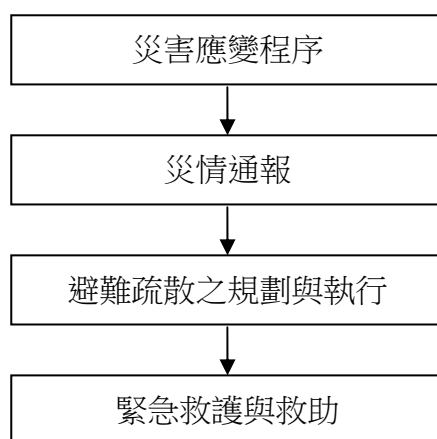 災害應變程序
災情通報
避難疏散之規劃與執行
緊急救護與救助